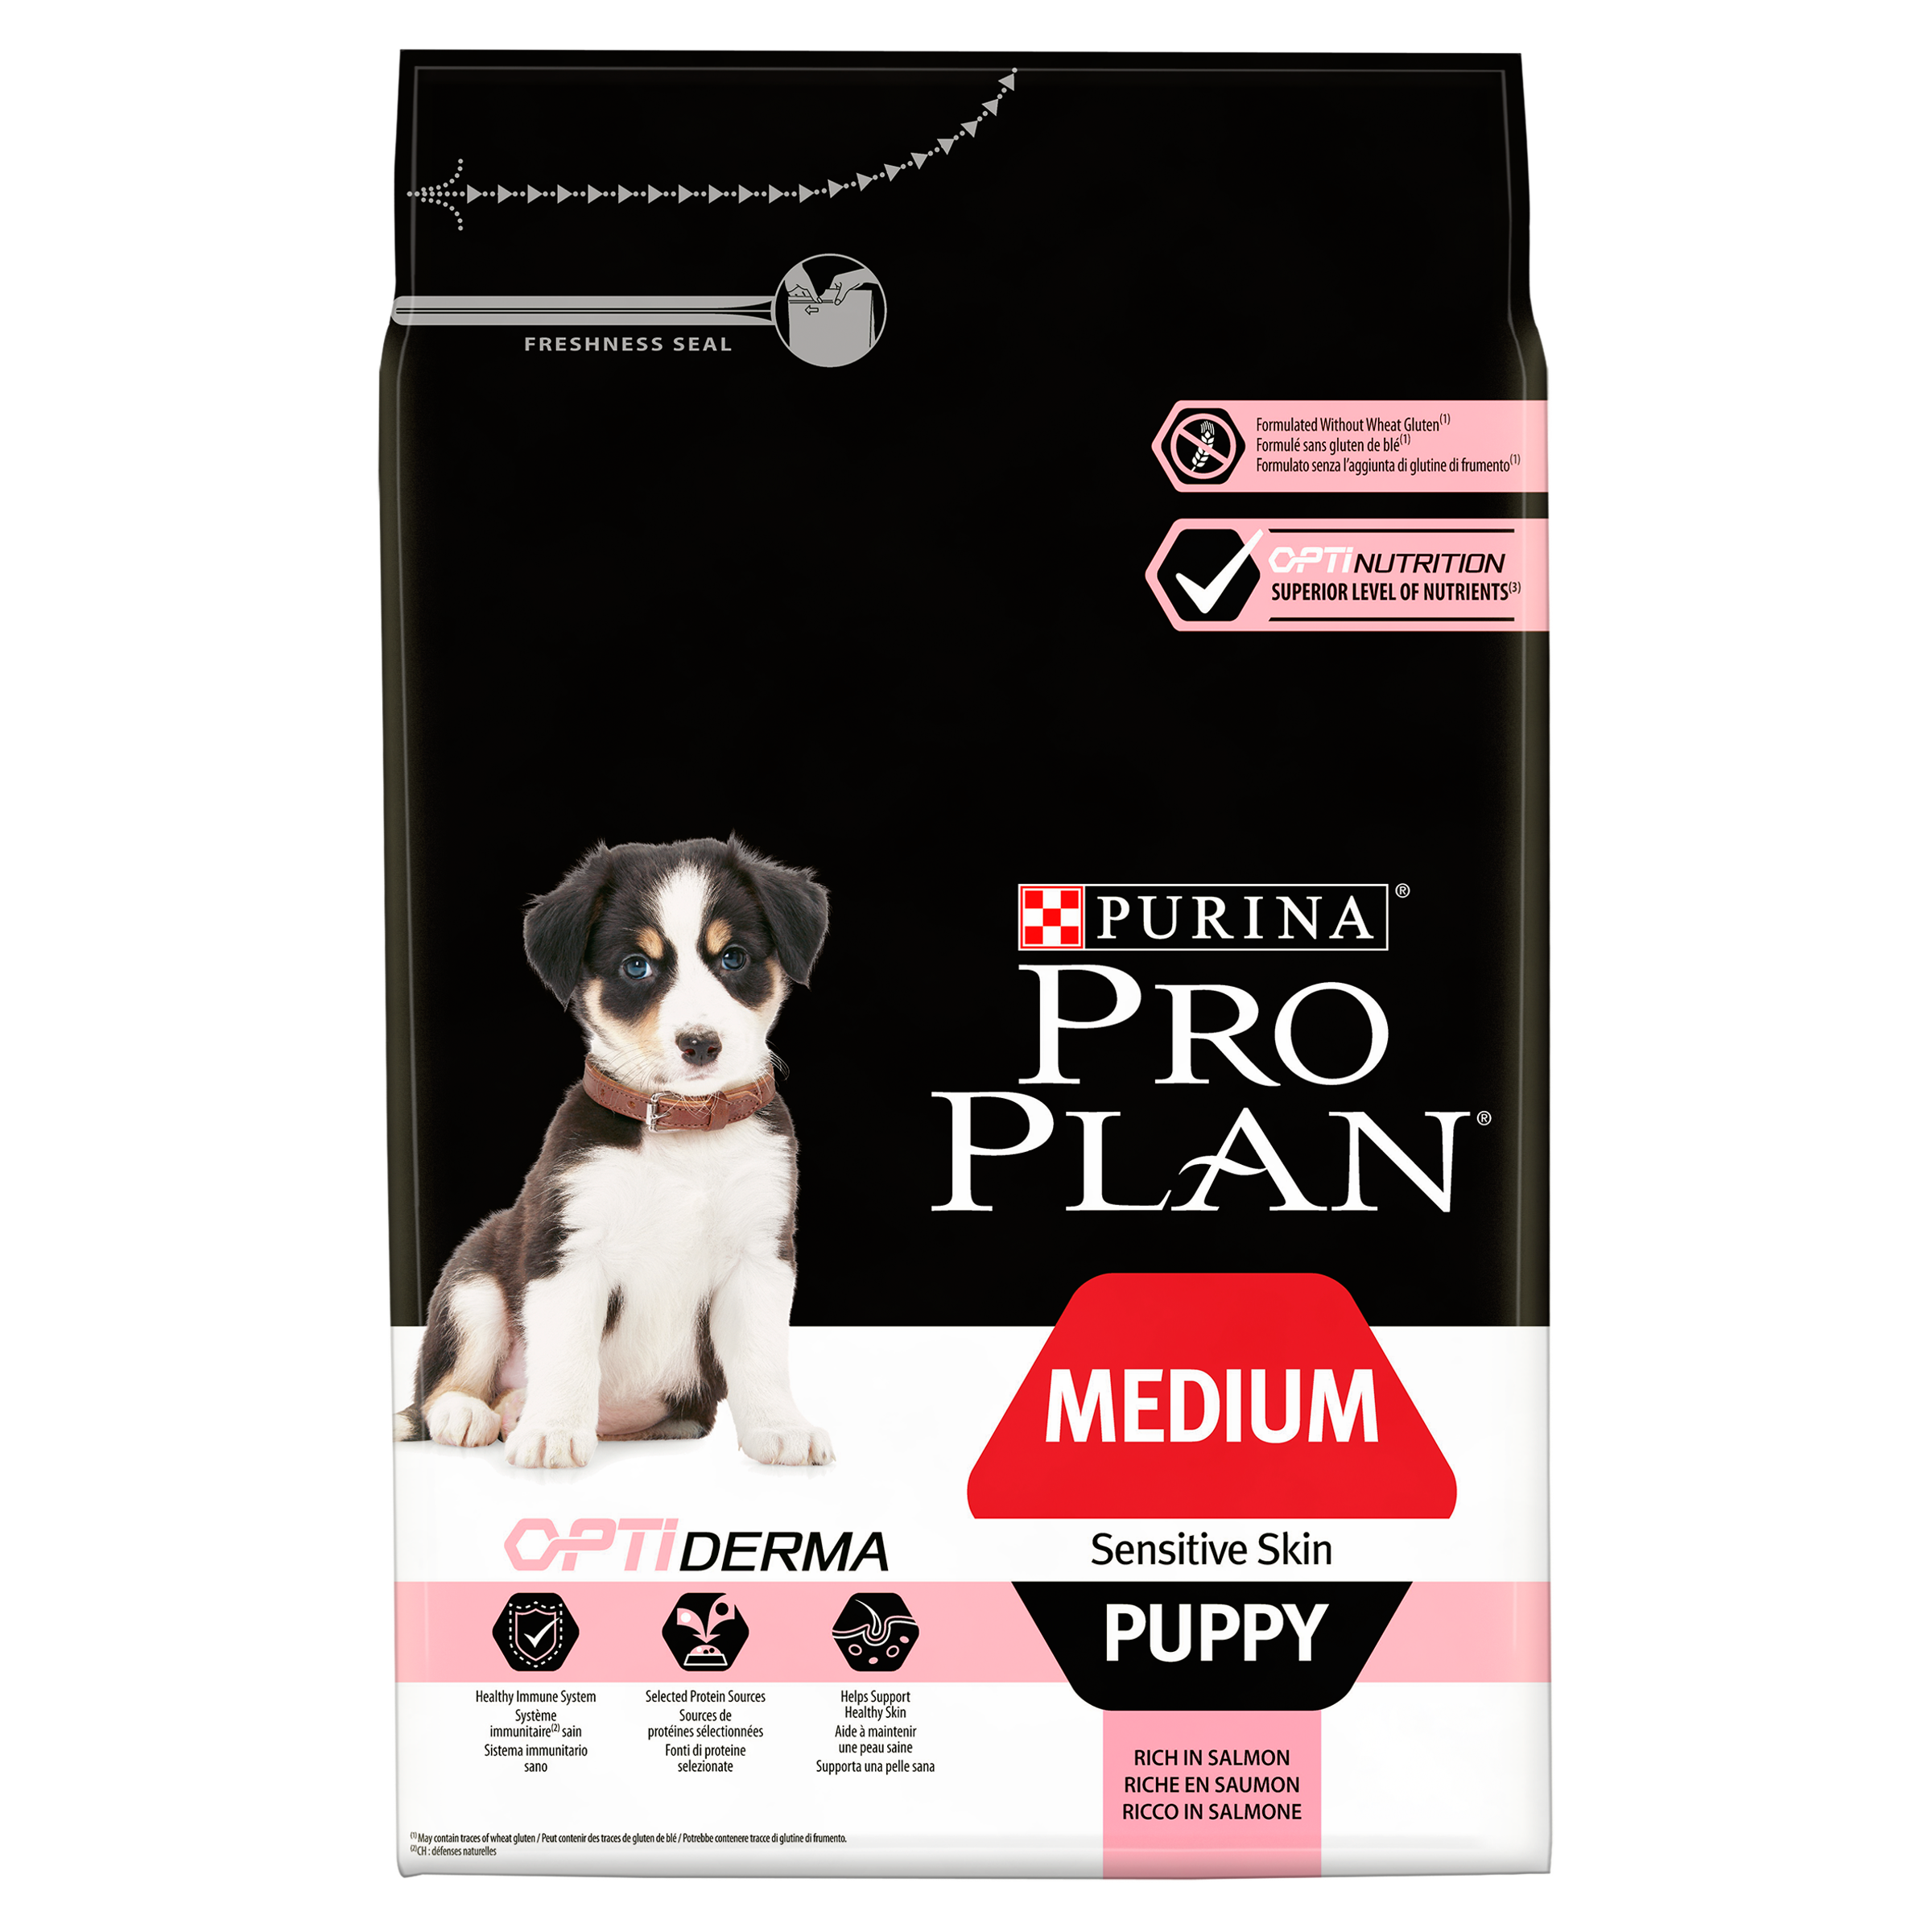 FRESHNESS SEAL
Formulated Without Wheat Gluten(1)
Formulé sans gluten de blé(1)
Formulato senza l'aggiunta di glutine di frumento(1)
OPTINUTRITION
SUPERIOR LEVEL OF NUTRIENTS(3)
PURINA®
PRO
PLAN®
MEDIUM
Sensitive Skin
PUPPY
RICH IN SALMON
RICHE EN SAUMON
RICCO IN SALMONE
OPTIDERMA
Healthy Immune System
Système
immunitaire(2) sain
Sistema immunitario
sano
Selected Protein Sources
Sources de
protéines sélectionnées
Fonti di proteine
selezionate
Helps Support
Healthy Skin
Aide à maintenir
une peau saine
Supporta una pelle sana
(1)May contain traces of wheat gluten / Peut contenir des traces de gluten de blé / Potrebbe contenere tracce di glutine di frumento.
(2)CH : défenses naturelles